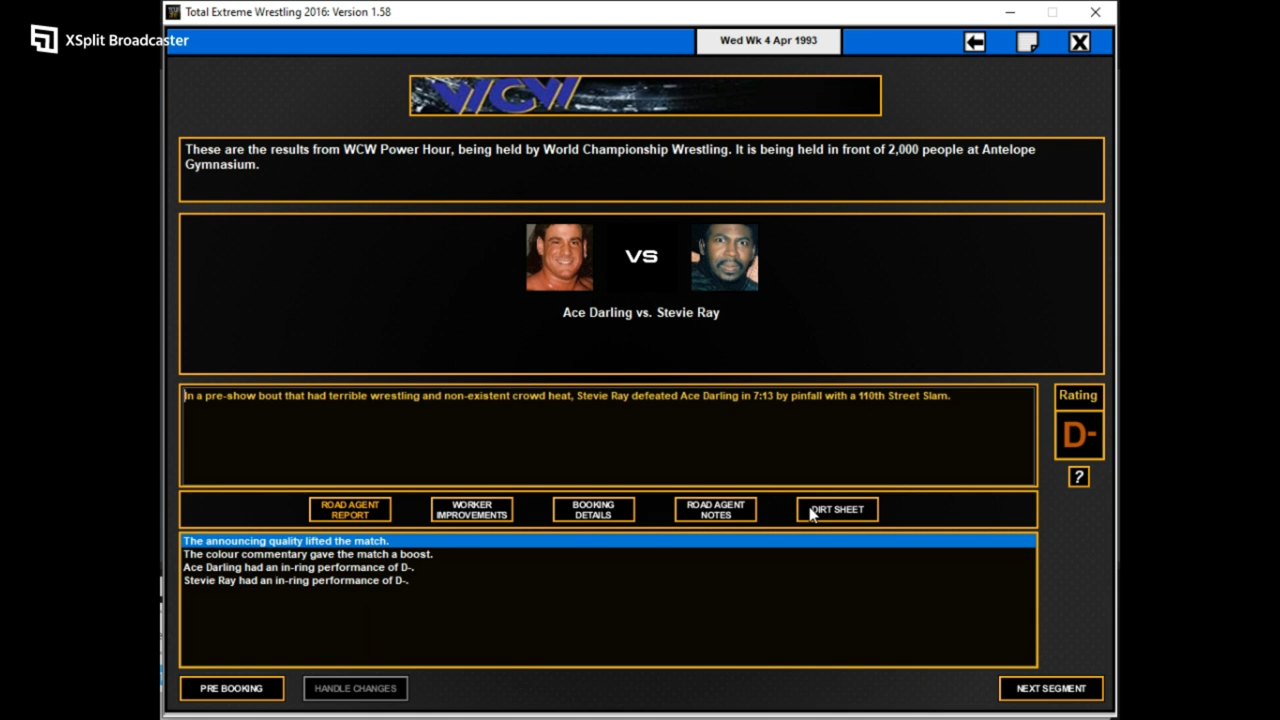 Total Extreme Wrestling 2016: Version 1.58
XSplit Broadcaster
Wed Wk 4 Apr 1993
WCW
These are the results from WCW Power Hour, being held by World Championship Wrestling. It is being held in front of 2,000 people at Antelope
Gymnasium.
VS
Ace Darling vs. Stevie Ray
In a pre-show bout that had terrible wrestling and non-existent crowd heat, Stevie Ray defeated Ace Darling in 7:13 by pinfall with a 110th Street Slam.
Rating
D-
?
ROAD AGENT
REPORT
WORKER
IMPROVEMENTS
BOOKING
DETAILS
ROAD AGENT
NOTES
DIRT SHEET
The announcing quality lifted the match.
The colour commentary gave the match a boost.
Ace Darling had an in-ring performance of D-.
Stevie Ray had an in-ring performance of D-.
PRE BOOKING
HANDLE CHANGES
NEXT SEGMENT